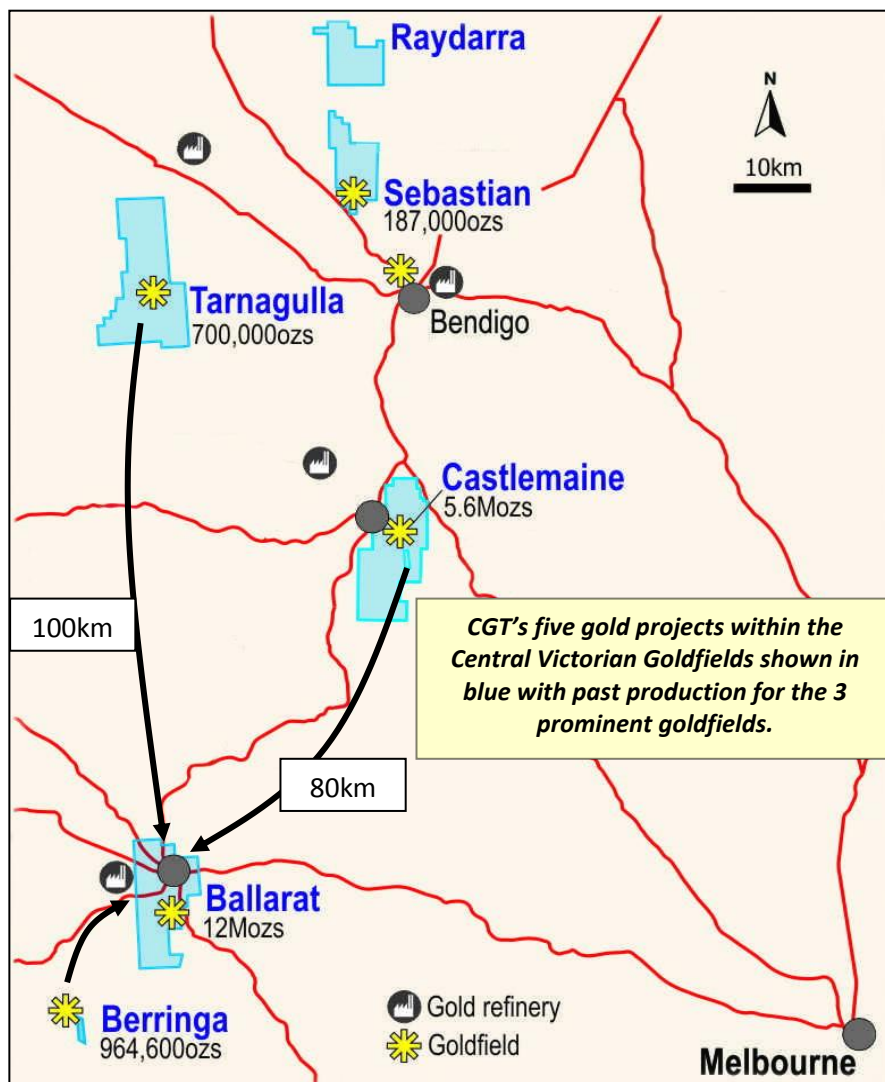 Raydarra
N
10km
Sebastian
187,000ozs
Tarnagulla
700,000ozs
Bendigo
Castlemaine
5.6Mozs
100km
CGT's five gold projects within the
Central Victorian Goldfields shown in
blue with past production for the 3
prominent goldfields.
80km
Ballarat
12Mozs
Berringa
964,600ozs
Gold refinery
Goldfield
Melbourne